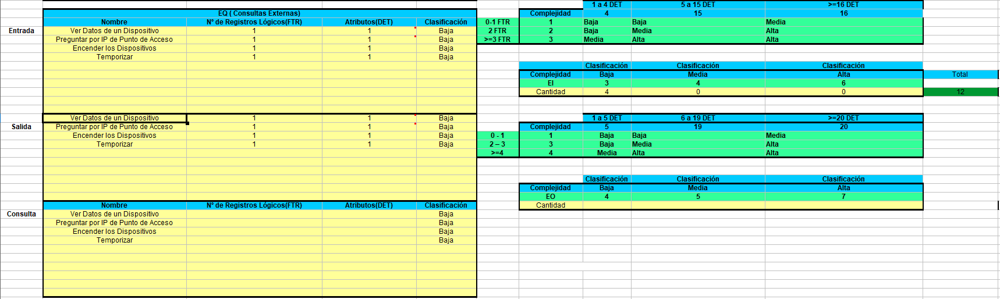 1 a 4 DET 5 a 15 DET >=16 DET
EQ ( Consultas Externas) Complejidad 4 15 16
Nombre Nº de Registros Lógicos(FTR) Atributos(DET) Clasificación 0-1 FTR 1 Baja Baja Media
Entrada Ver Datos de un Dispositivo 1 1 Baja 2 FTR 2 Baja Media Alta
Preguntar por IP de Punto de Acceso 1 1 Baja >=3 FTR 3 Media Alta Alta
Encender los Dispositivos 1 1 Baja
Temporizar 1 1 Baja
Clasificación Clasificación Clasificación
Complejidad Baja Media Alta Total
EI 3 4 6
Cantidad 4 0 0 12
Ver Datos de un Dispositivo 1 1 Baja 1 a 5 DET 6 a 19 DET >=20 DET
Salida Preguntar por IP de Punto de Acceso 1 1 Baja Complejidad 5 19 20
Encender los Dispositivos 1 1 Baja 0 - 1 1 Baja Baja Media
Temporizar 1 1 Baja 2 – 3 3 Baja Media Alta
>=4 4 Media Alta Alta
Clasificación Clasificación Clasificación
Complejidad Baja Media Alta
EO 4 5 7
Nombre Nº de Registros Lógicos(FTR) Atributos(DET) Clasificación Cantidad
Consulta Ver Datos de un Dispositivo Baja
Preguntar por IP de Punto de Acceso Baja
Encender los Dispositivos Baja
Temporizar Baja